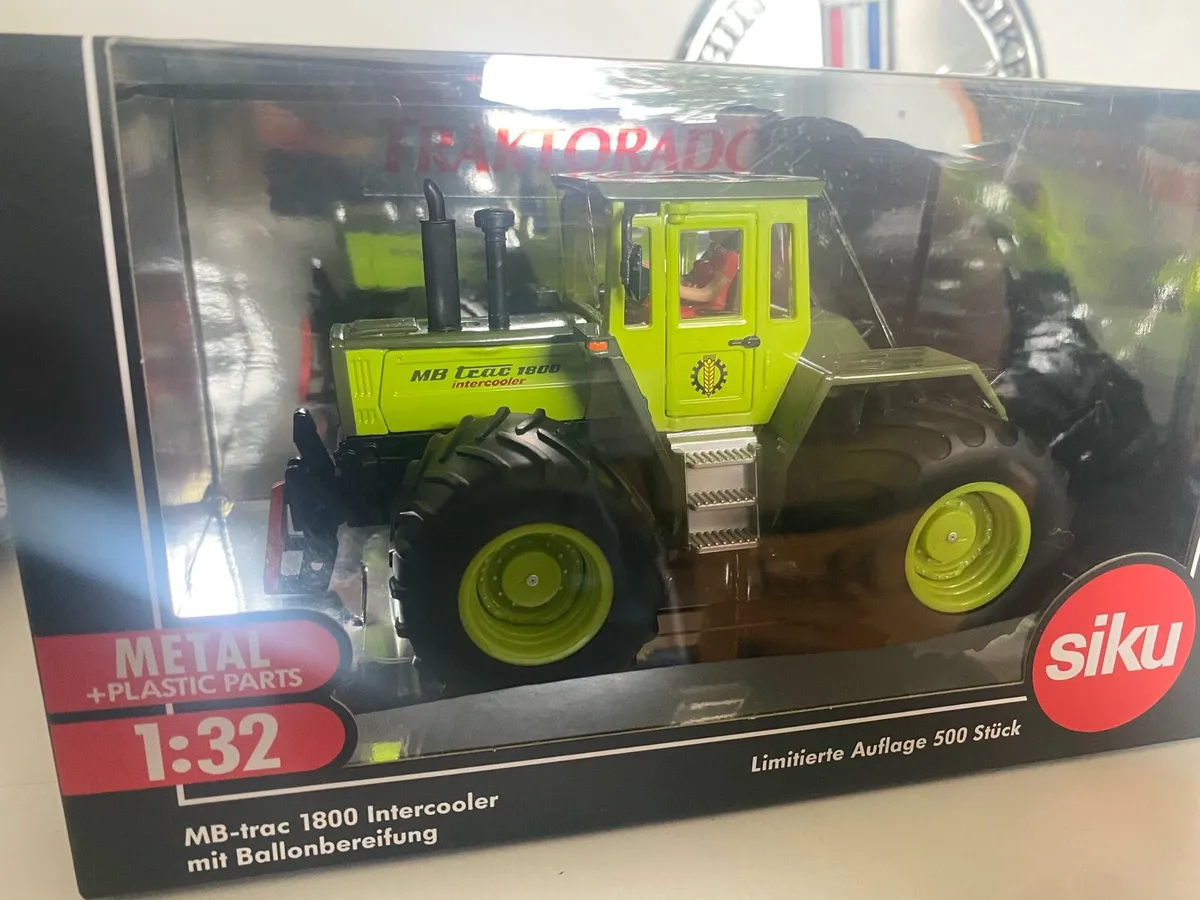 TRAKTORADO
MB trac 1800
intercooler
METAL
+PLASTIC PARTS
1:32
siku
Limitierte Auflage 500 Stück
MB-trac 1800 Intercooler
mit Ballonbereifung